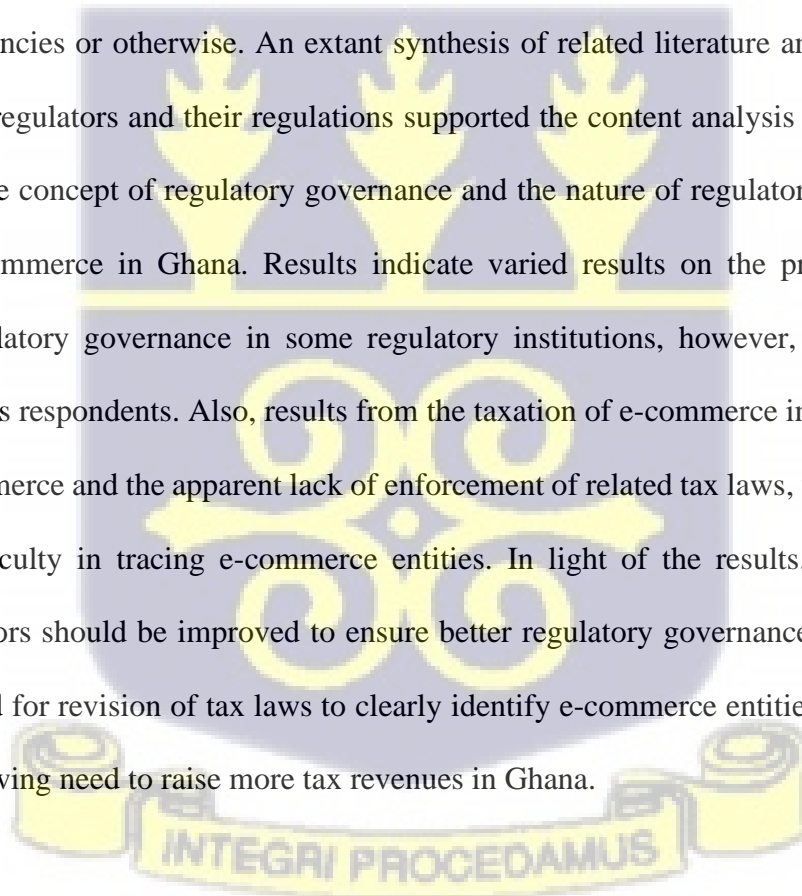 ncies or otherwise. An extant synthesis of related literature an
regulators and their regulations supported the content analysis
e concept of regulatory governance and the nature of regulator
ommerce in Ghana. Results indicate varied results on the pr
latory governance in some regulatory institutions, however,
s respondents. Also, results from the taxation of e-commerce in
merce and the apparent lack of enforcement of related tax laws,
culty in tracing e-commerce entities. In light of the results,
ors should be improved to ensure better regulatory governance
d for revision of tax laws to clearly identify e-commerce entitie
ving need to raise more tax revenues in Ghana.
INTEGRI PROCEDAMUS